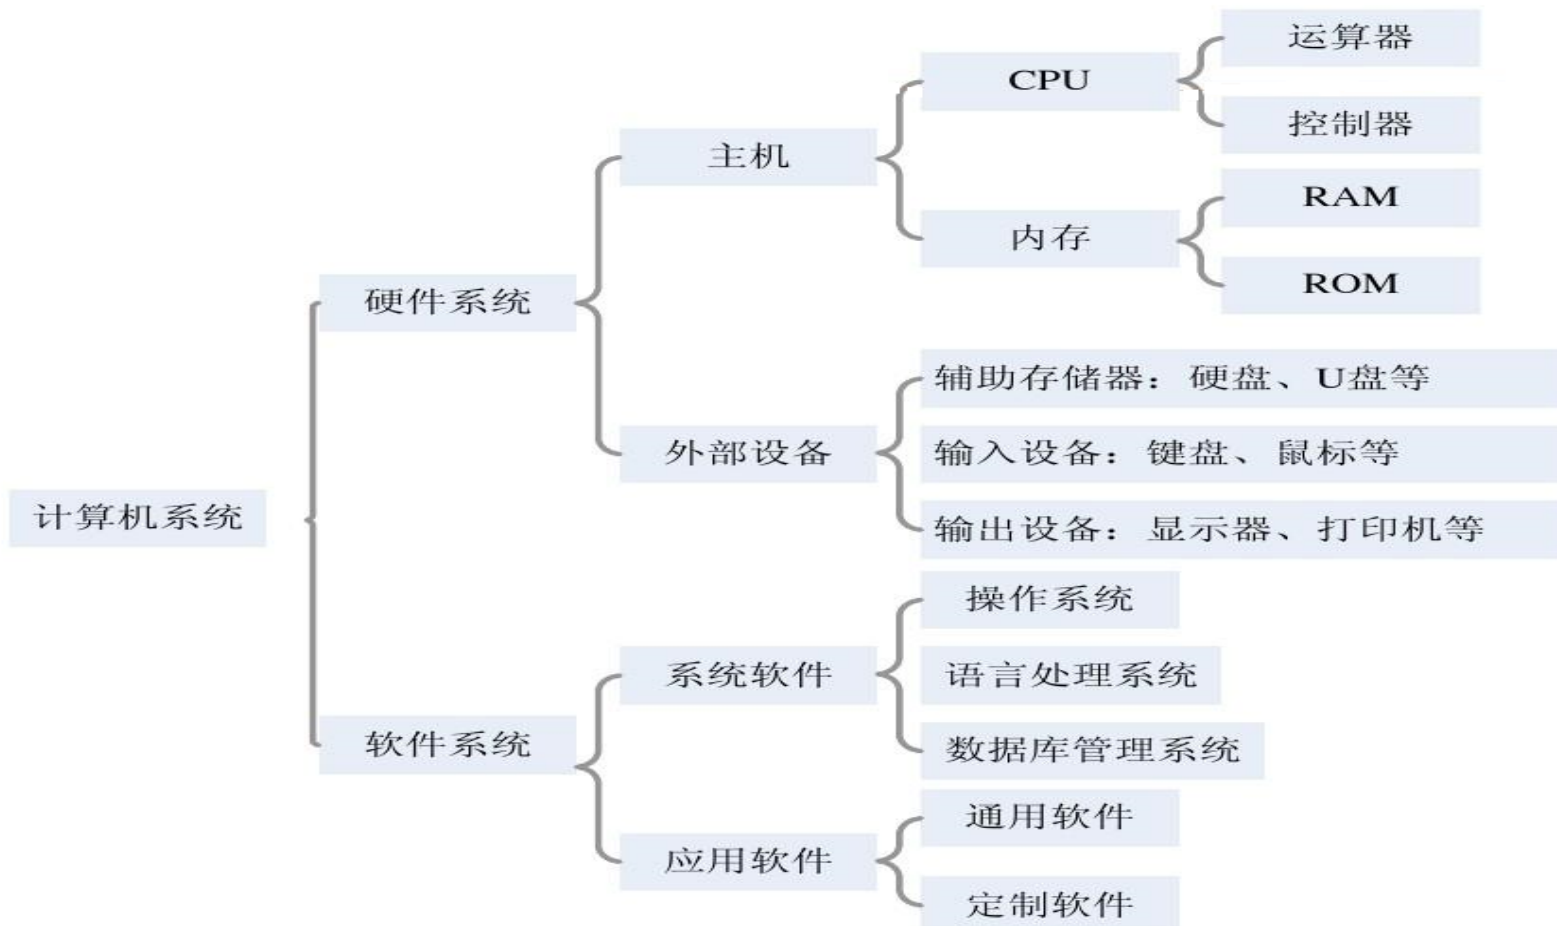 计算机系统
硬件系统
主机
CPU
运算器
控制器
内存
RAM
ROM
外部设备
辅助存储器：硬盘、U盘等
输入设备：键盘、鼠标等
输出设备：显示器、打印机等
软件系统
系统软件
操作系统
语言处理系统
数据库管理系统
应用软件
通用软件
定制软件